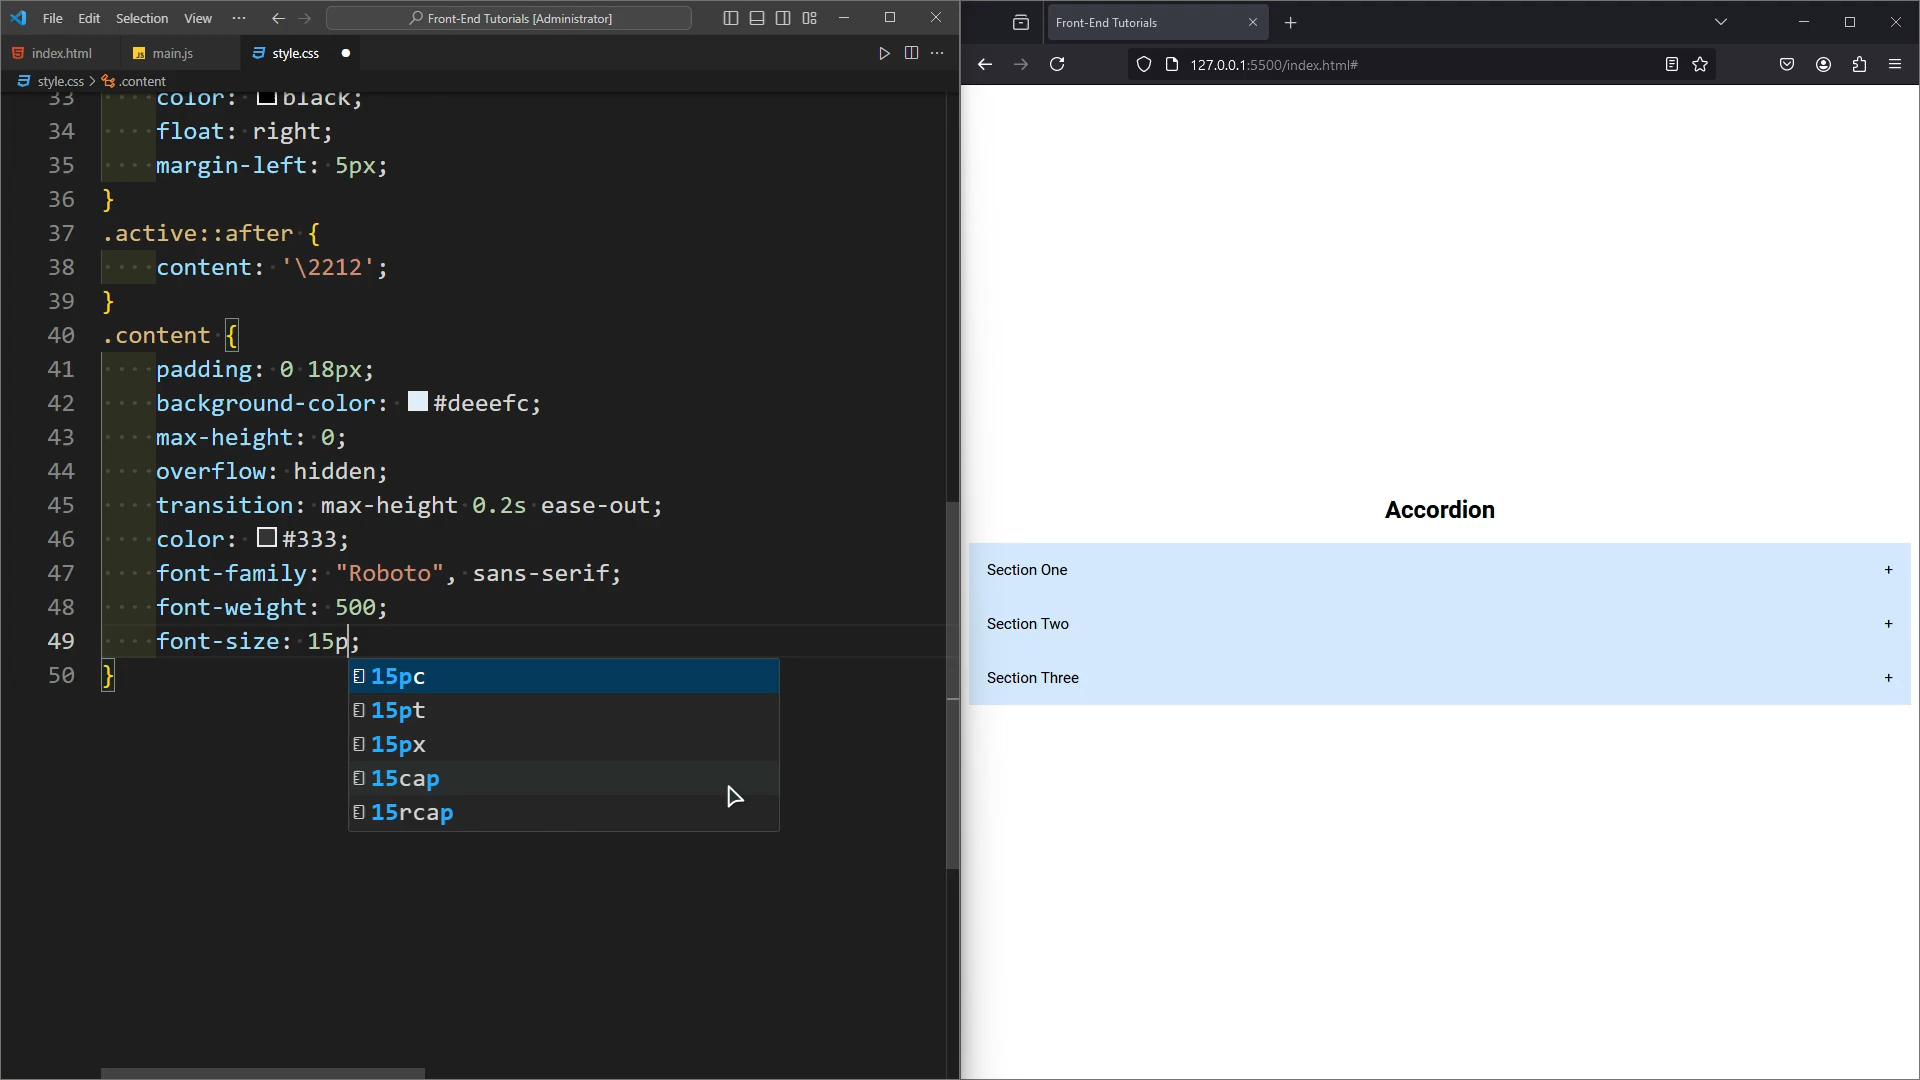 File Edit Selection View ··· Front-End Tutorials [Administrator]
index.html main.js style.css
style.css > .content
33 color: black;
34 float: right;
35 margin-left: 5px;
36 }
37 .active::after {
38 content: '\2212';
39 }
40 .content {
41 padding: 0 18px;
42 background-color: #deeefc;
43 max-height: 0;
44 overflow: hidden;
45 transition: max-height 0.2s ease-out;
46 color: #333;
47 font-family: "Roboto", sans-serif;
48 font-weight: 500;
49 font-size: 15p;
50 }
15pc
15pt
15px
15cap
15rcap
Front-End Tutorials
127.0.0.1:5500/index.html#
Accordion
Section One +
Section Two +
Section Three +